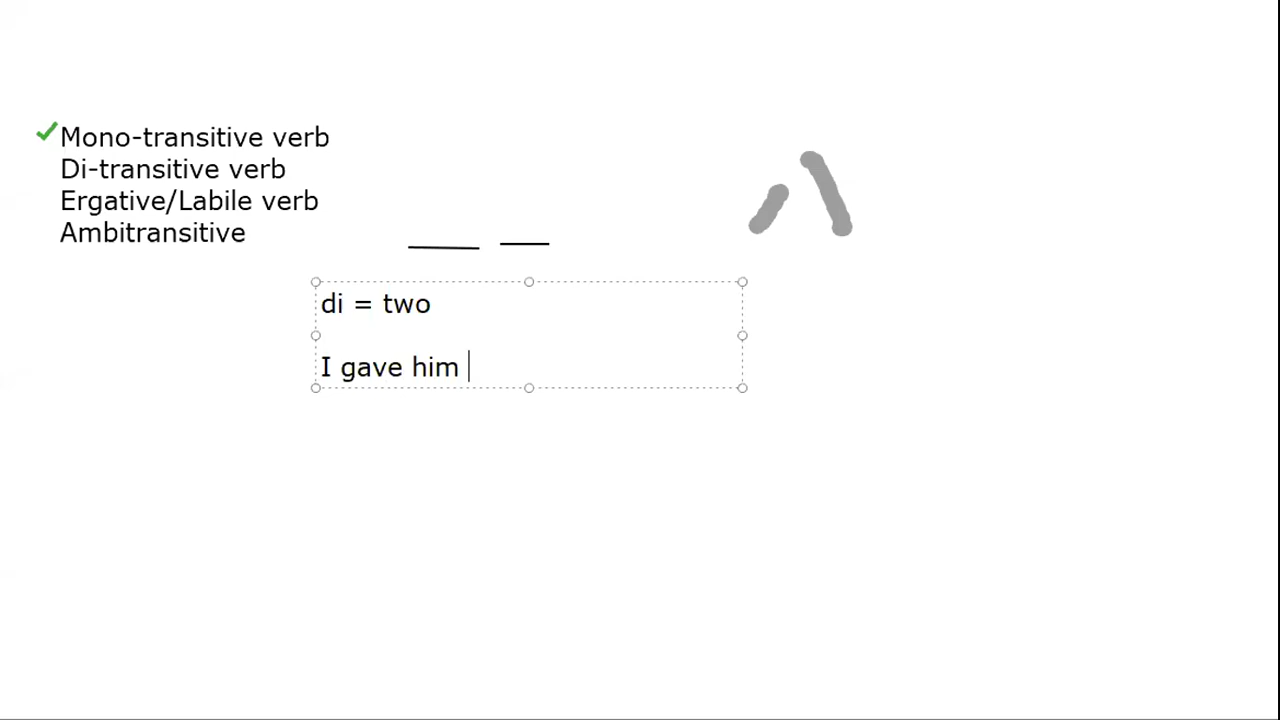 Mono-transitive verb
Di-transitive verb
Ergative/Labile verb
Ambitransitive
di = two
I gave him